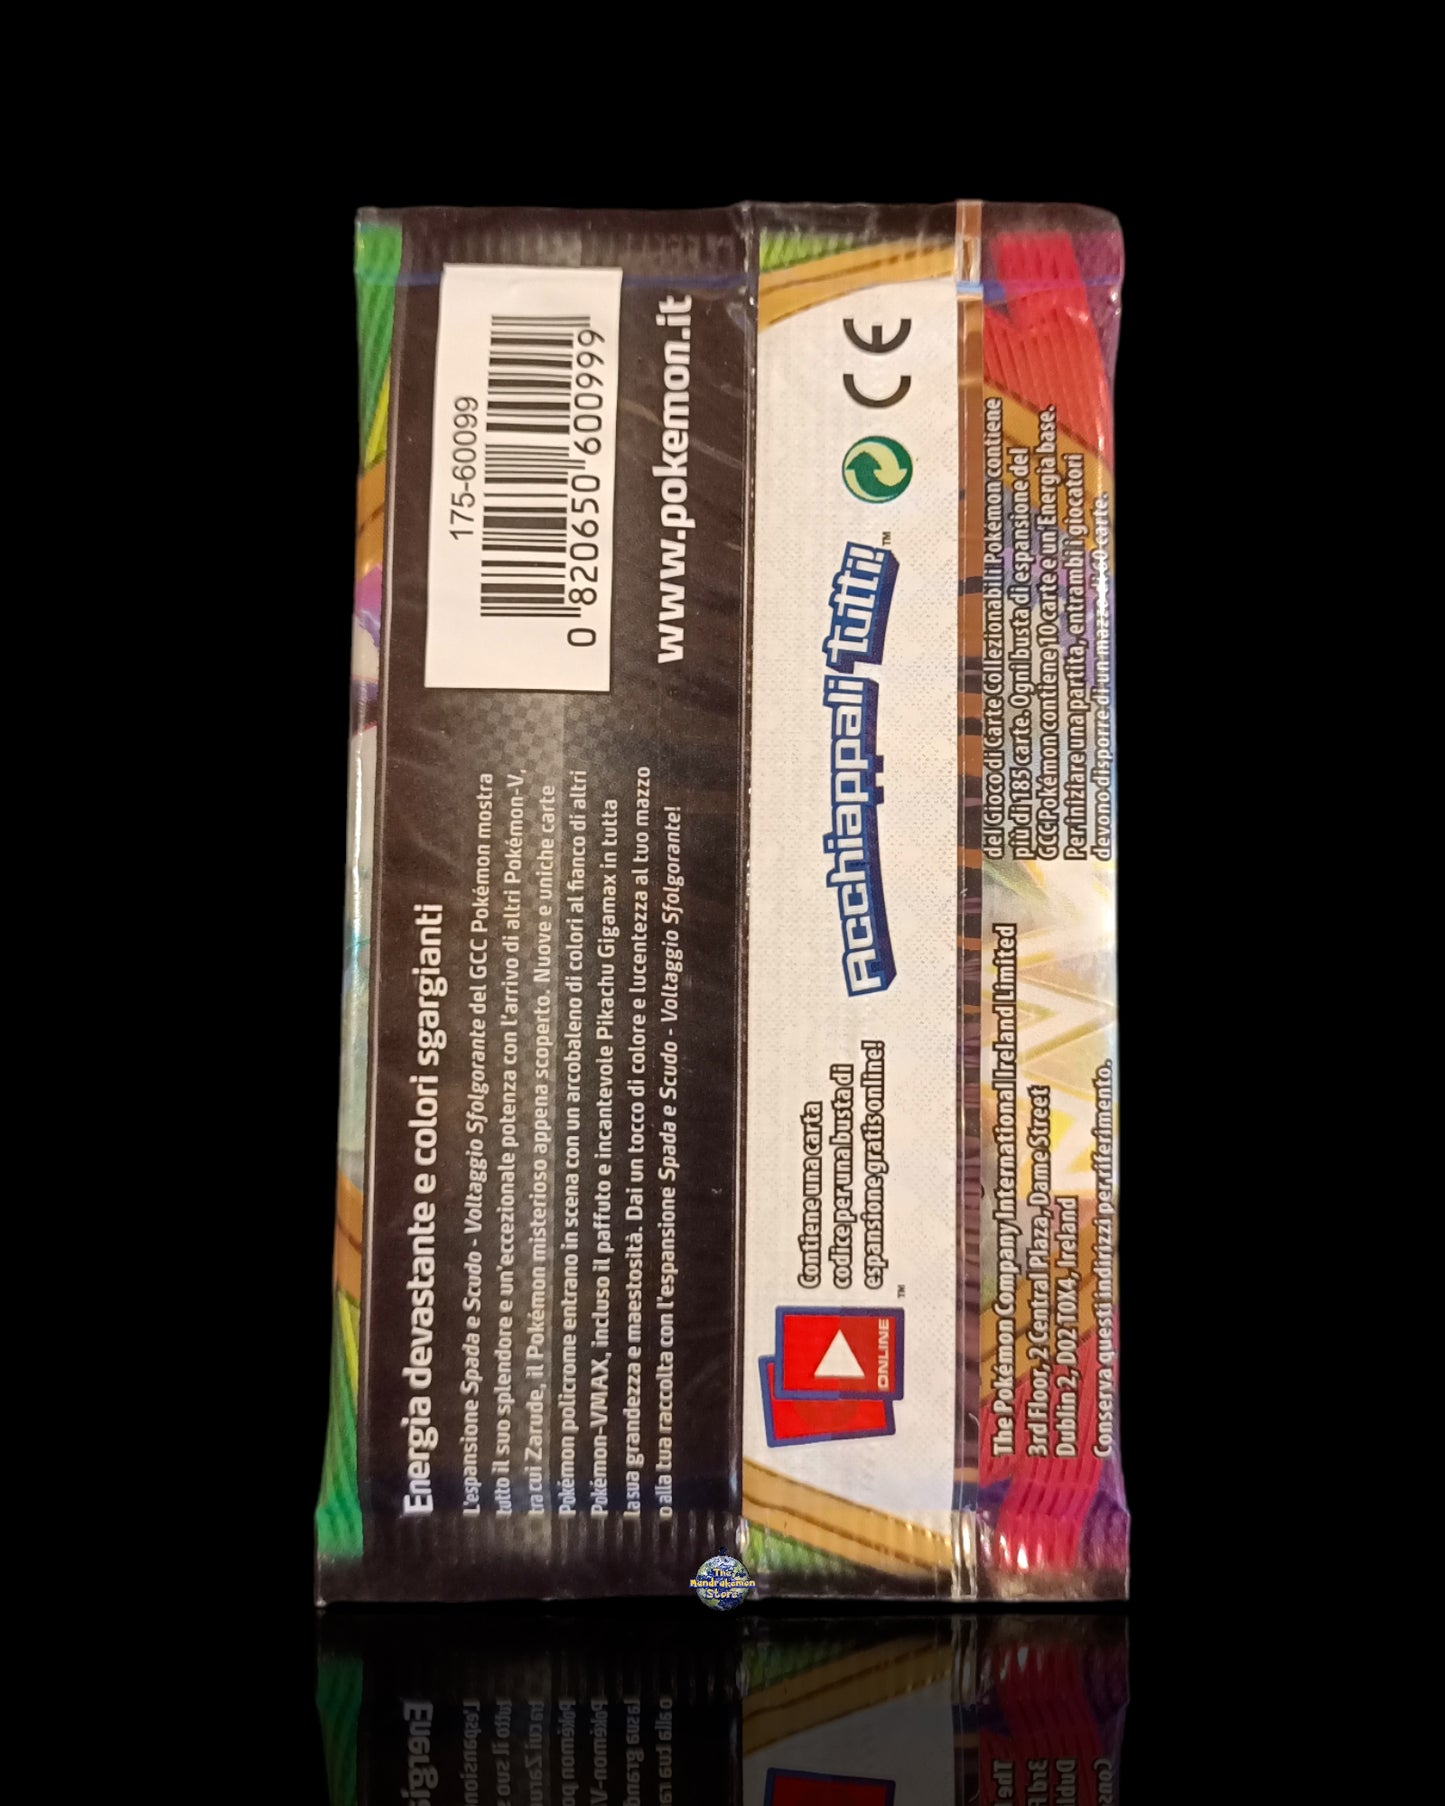 Energia devastante e colori sgargianti
L'espansione Spada e Scudo - Voltaggio Sfolgorante del GCC Pokémon mostra
tutto il suo splendore e un'eccezionale potenza con l'arrivo di altri Pokémon-V,
tra cui Zarude, il Pokémon misterioso appena scoperto. Nuove e uniche carte
Pokémon policrome entrano in scena con un arcobaleno di colori al fianco di altri
Pokémon-VMAX, incluso il paffuto e incantevole Pikachu Gigamax in tutta
la sua grandezza e maestosità. Dai un tocco di colore e lucentezza al tuo mazzo
o alla tua raccolta con l'espansione Spada e Scudo - Voltaggio Sfolgorante!
175-60099
0 820650 600999
www.pokemon.it
ONLINE
TM
Contiene una carta
codice per una busta di
espansione gratis online!
Acchiappali tutti!
TM
CE
The Pokémon Company International Ireland Limited
3rd Floor, 2 Central Plaza, Dame Street
Dublin 2, D02 T0X4, Ireland
Conserva questi indirizzi per riferimento.
del Gioco di Carte Collezionabili Pokémon contiene
più di 185 carte. Ogni busta di espansione del
GCC Pokémon contiene 10 carte e un'Energia base.
Per iniziare una partita, entrambi i giocatori
devono disporre di un mazzo di 60 carte.
The
Mandrakemon
Store